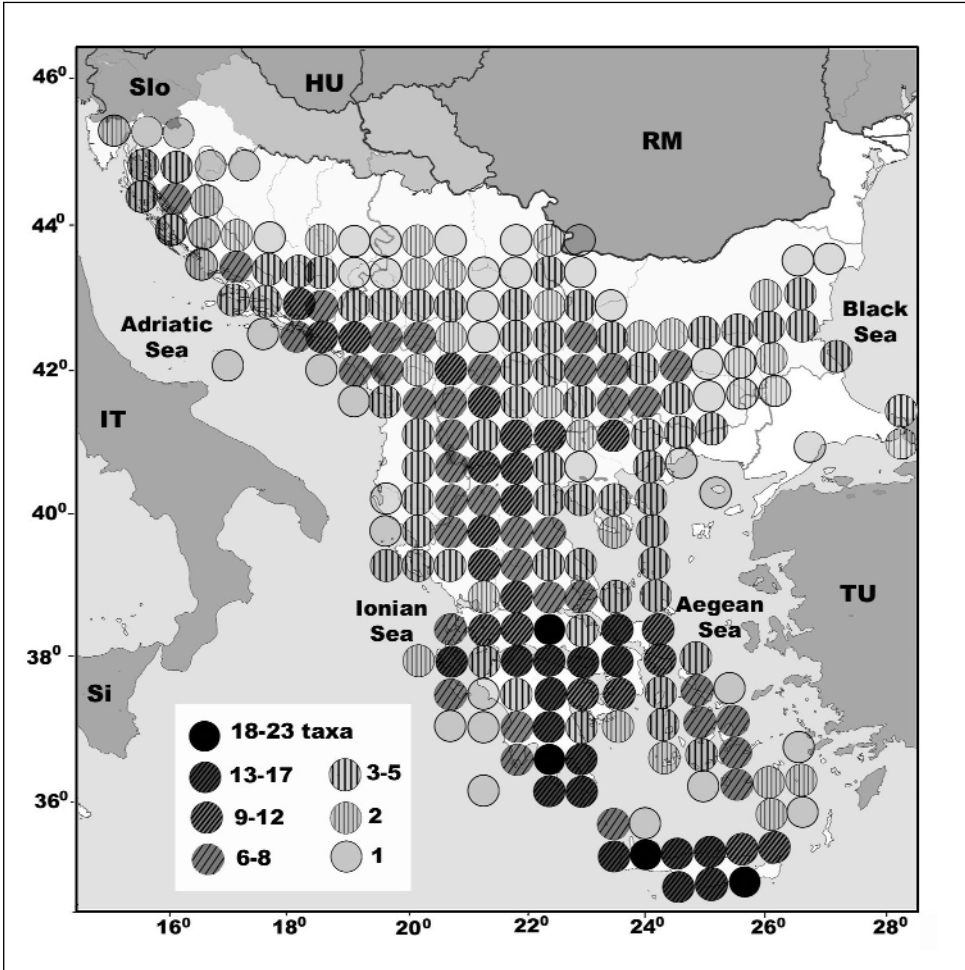 46⁰
Slo
HU
RM
44⁰
Adriatic
Sea
Black
Sea
42⁰
IT
40⁰
Ionian
Sea
Aegean
Sea
TU
38⁰
Si
18-23 taxa
13-17
3-5
9-12
2
6-8
1
36⁰
16⁰
18⁰
20⁰
22⁰
24⁰
26⁰
28⁰